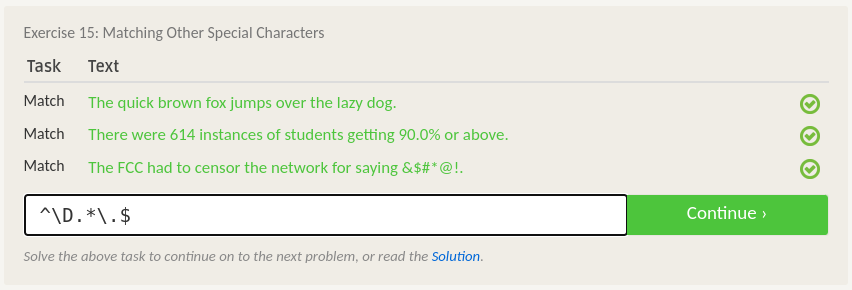 Exercise 15: Matching Other Special Characters
Task Text
Match The quick brown fox jumps over the lazy dog.
Match There were 614 instances of students getting 90.0% or above.
Match The FCC had to censor the network for saying &$#*@!.
^\D.*\.$ Continue ›
Solve the above task to continue on to the next problem, or read the Solution.